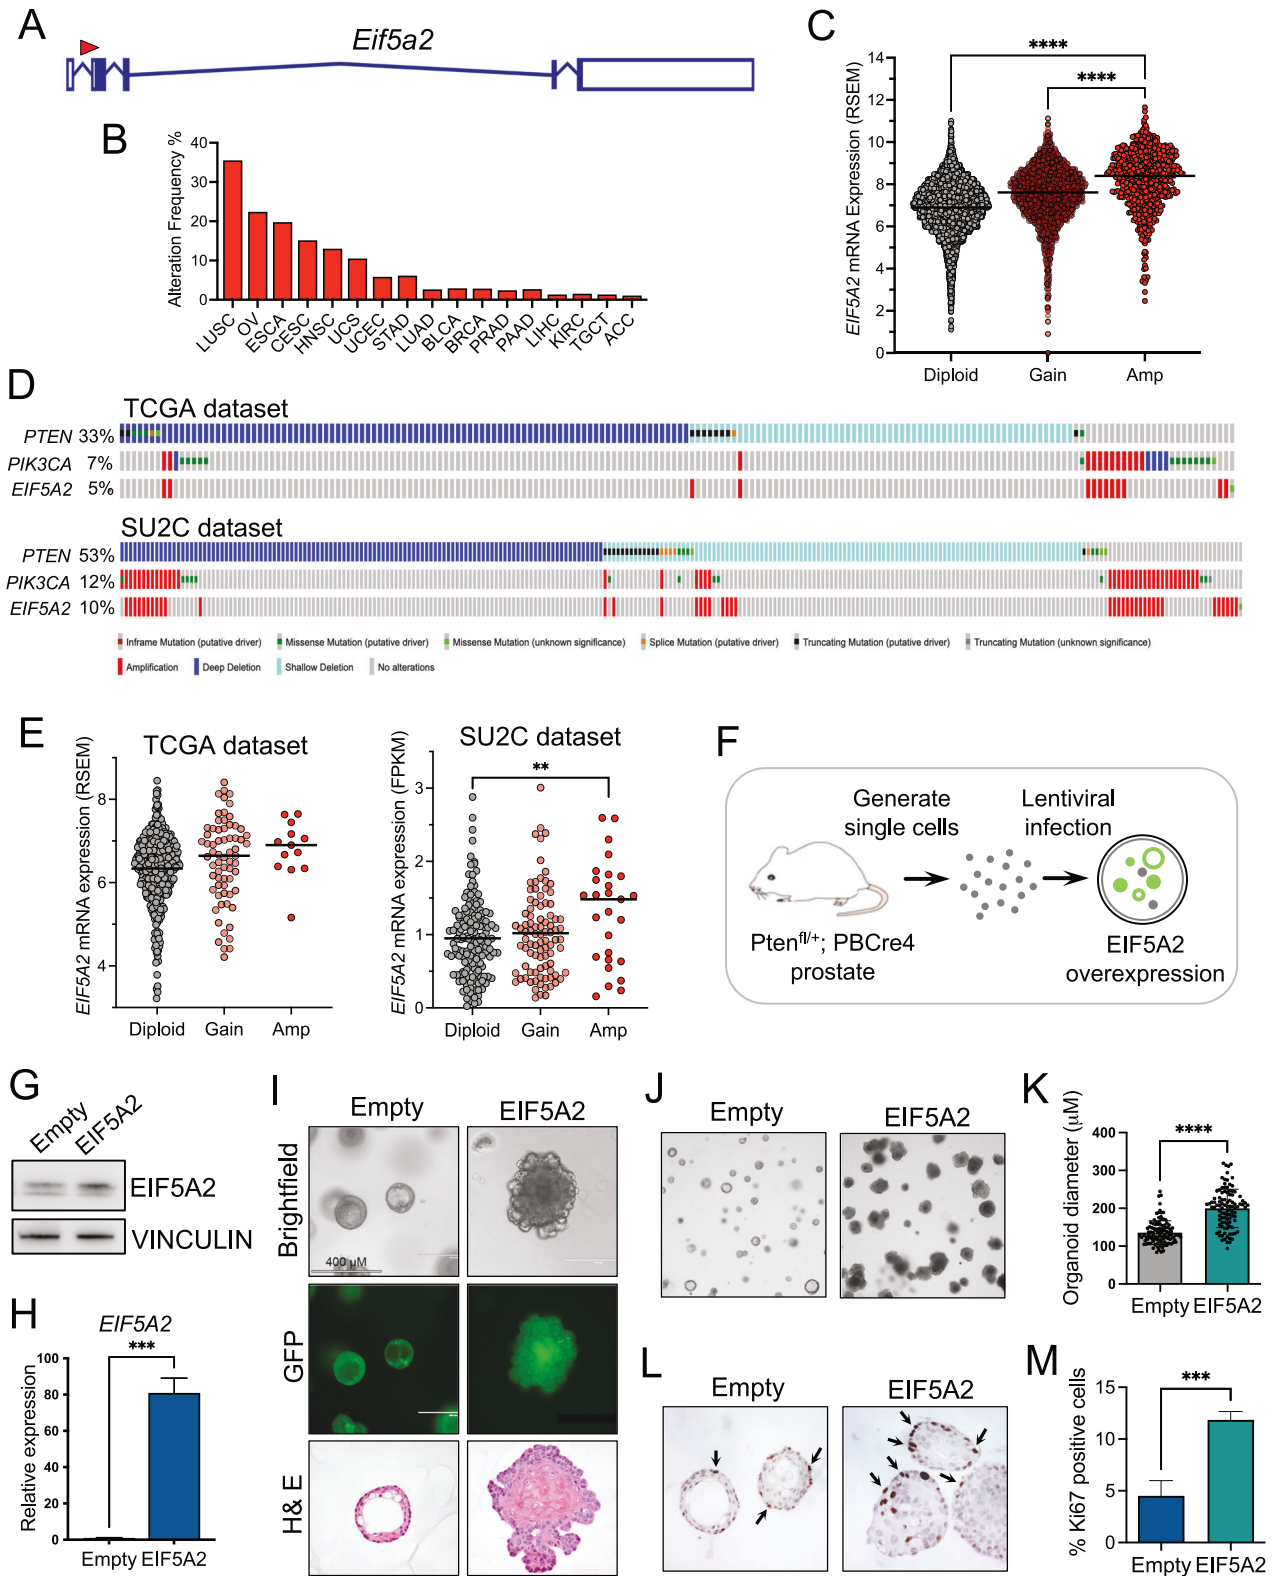 A
Eif5a2
B
Alteration Frequency %
40
30
20
10
0
LUSC
OV
ESCA
CESC
HNSC
UCS
UCEC
STAD
LUAD
BLCA
BRCA
PRAD
PAAD
LIHC
KIRC
TGCT
ACC
C
EIF5A2 mRNA Expression (RSEM)
14
12
10
8
6
4
2
0
****
****
Diploid Gain Amp
D
TCGA dataset
PTEN 33%
PIK3CA 7%
EIF5A2 5%
SU2C dataset
PTEN 53%
PIK3CA 12%
EIF5A2 10%
Inframe Mutation (putative driver) Missense Mutation (putative driver) Missense Mutation (unknown significance) Splice Mutation (putative driver) Truncating Mutation (putative driver) Truncating Mutation (unknown significance)
Amplification Deep Deletion Shallow Deletion No alterations
E
TCGA dataset
EIF5A2 mRNA expression (RSEM)
8
6
4
Diploid Gain Amp
SU2C dataset
EIF5A2 mRNA expression (FPKM)
3
2
1
0
**
Diploid Gain Amp
F
Generate
single cells
Lentiviral
infection
Ptenfl/+; PBCre4
prostate
EIF5A2
overexpression
G
Empty
EIF5A2
EIF5A2
VINCULIN
H
EIF5A2
***
Relative expression
100
80
60
40
20
0
Empty EIF5A2
I
Empty EIF5A2
Brightfield
400 µM
GFP
H& E
J
Empty EIF5A2
K
Organoid diameter (µM)
400
300
200
100
0
****
Empty EIF5A2
L
Empty EIF5A2
M
% Ki67 positive cells
15
10
5
0
***
Empty EIF5A2